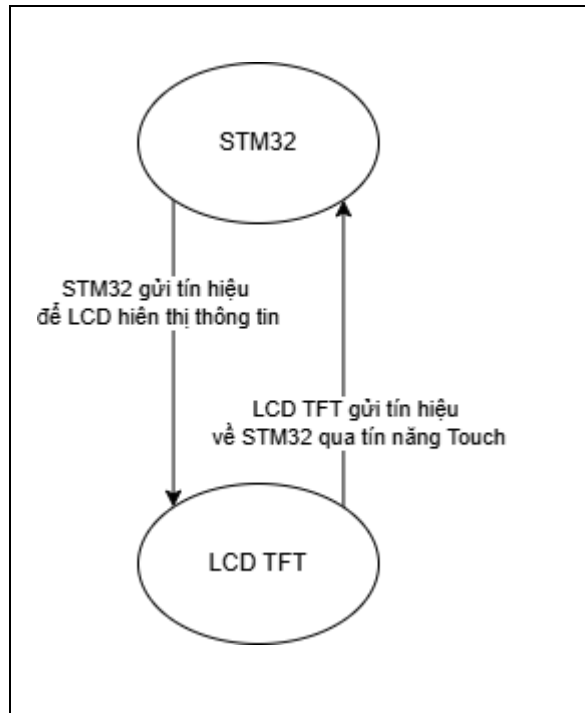 STM32
STM32 gửi tín hiệu
để LCD hiên thị thông tin
LCD TFT gửi tín hiệu
về STM32 qua tín năng Touch
LCD TFT